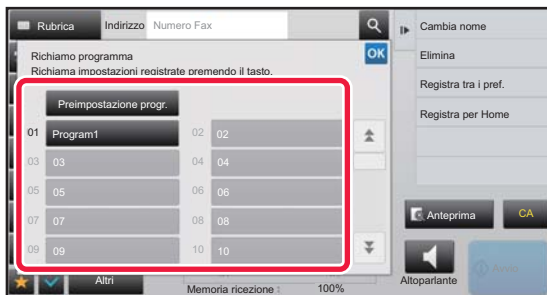 Rubrica Indirizzo Numero Fax
Cambia nome
Richiamo programma OK
Richiama impostazioni registrate premendo il tasto.
Elimina
Registra tra i pref.
Registra per Home
Preimpostazione progr.
01 Program1 02 02
03 03 04 04
05 05 06 06
07 07 08 08
09 09 10 10
Anteprima CA
Altri
Memoria ricezione : 100%
Altoparlante
Avvio